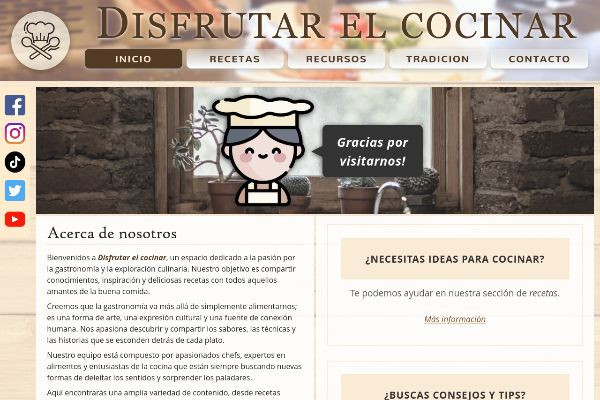 DISFRUTAR EL COCINAR
INICIO
RECETAS
RECURSOS
TRADICION
CONTACTO
Gracias por
visitarnos!
Acerca de nosotros
Bienvenidos a Disfrutar el cocinar, un espacio dedicado a la pasión por
la gastronomía y la exploración culinaria. Nuestro objetivo es compartir
conocimientos, inspiración y deliciosas recetas con todos aquellos
amantes de la buena comida.
Creemos que la gastronomía va más allá de simplemente alimentarnos;
es una forma de arte, una expresión cultural y una fuente de conexión
humana. Nos apasiona descubrir y compartir los sabores, las técnicas y
las historias que se esconden detrás de cada plato.
Nuestro equipo está compuesto por apasionados chefs, expertos en
alimentos y entusiastas de la cocina que están siempre buscando nuevas
formas de deleitar los sentidos y sorprender los paladares.
Aquí encontrarás una amplia variedad de contenido, desde recetas
¿NECESITAS IDEAS PARA COCINAR?
Te podemos ayudar en nuestra sección de recetas.
Más información
¿BUSCAS CONSEJOS Y TIPS?